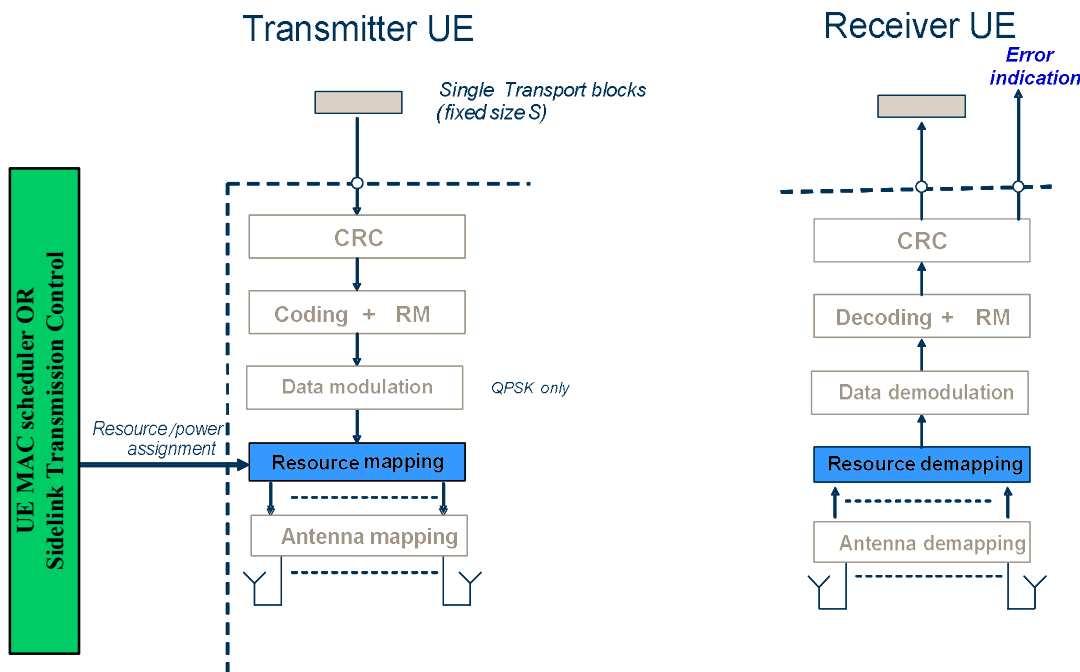 Transmitter UE
Receiver UE
Error
indication
Single Transport blocks
(fixed size S)
UE MAC scheduler OR
Sidelink Transmission Control
CRC
Coding + RM
Data modulation
QPSK only
Resource/power
assignment
Resource mapping
Antenna mapping
CRC
Decoding + RM
Data demodulation
Resource demapping
Antenna demapping